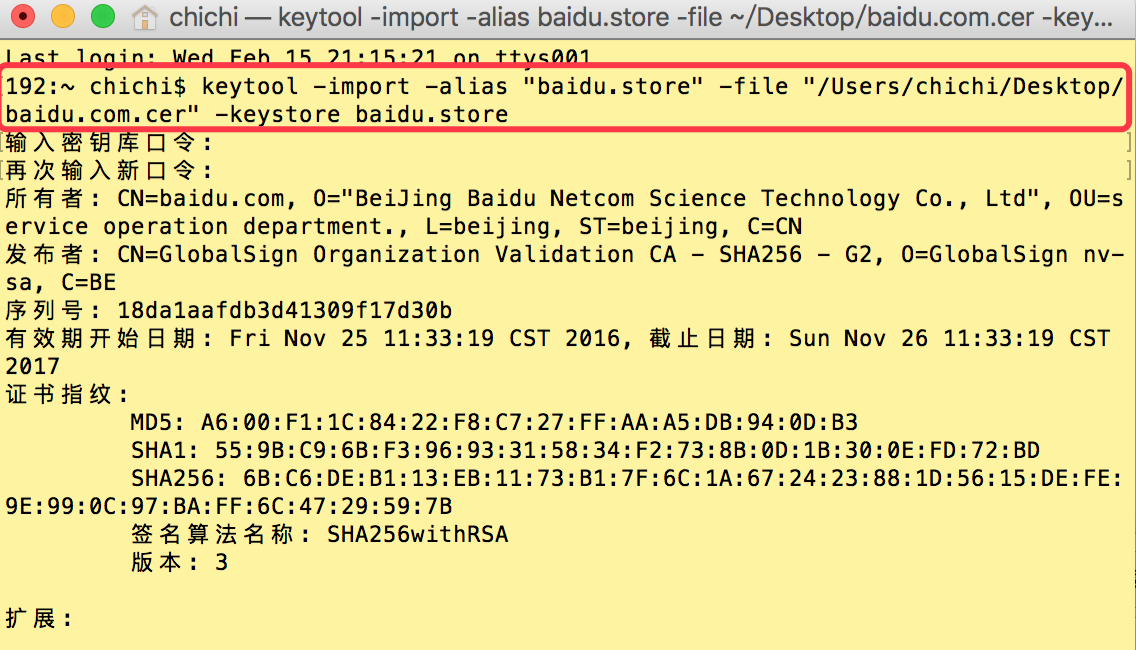 chichi — keytool -import -alias baidu.store -file ~/Desktop/baidu.com.cer -key...
Last login: Wed Feb 15 21:15:21 on ttys001
192:~ chichi$ keytool -import -alias "baidu.store" -file "/Users/chichi/Desktop/
baidu.com.cer" -keystore baidu.store
[输入密钥库口令: ]
[再次输入新口令: ]
所有者: CN=baidu.com, O="BeiJing Baidu Netcom Science Technology Co., Ltd", OU=s
ervice operation department., L=beijing, ST=beijing, C=CN
发布者: CN=GlobalSign Organization Validation CA - SHA256 - G2, O=GlobalSign nv-
sa, C=BE
序列号: 18da1aafdb3d41309f17d30b
有效期开始日期: Fri Nov 25 11:33:19 CST 2016, 截止日期: Sun Nov 26 11:33:19 CST
2017
证书指纹:
MD5: A6:00:F1:1C:84:22:F8:C7:27:FF:AA:A5:DB:94:0D:B3
SHA1: 55:9B:C9:6B:F3:96:93:31:58:34:F2:73:8B:0D:1B:30:0E:FD:72:BD
SHA256: 6B:C6:DE:B1:13:EB:11:73:B1:7F:6C:1A:67:24:23:88:1D:56:15:DE:FE:
9E:99:0C:97:BA:FF:6C:47:29:59:7B
签名算法名称: SHA256withRSA
版本: 3
扩展: